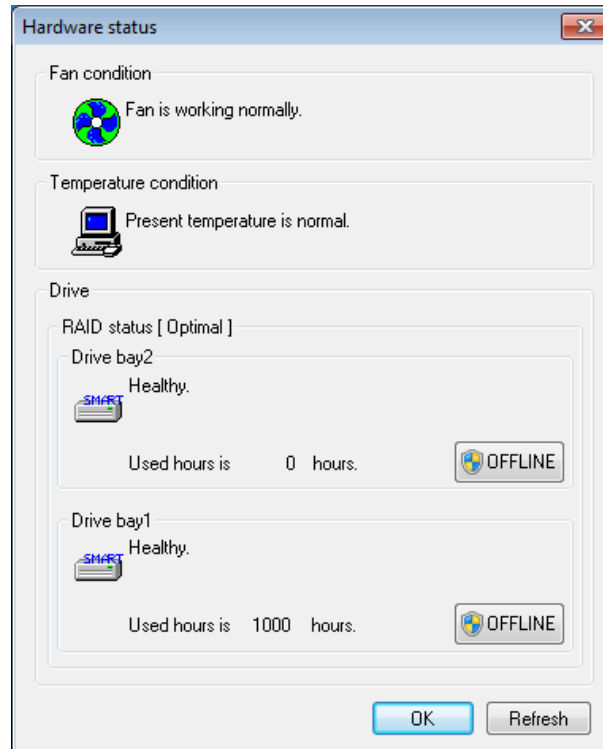 Hardware status
Fan condition
Fan is working normally.
Temperature condition
Present temperature is normal.
Drive
RAID status [ Optimal ]
Drive bay2
SMART
Healthy.
Used hours is 0 hours.
OFFLINE
Drive bay1
SMART
Healthy.
Used hours is 1000 hours.
OFFLINE
OK
Refresh